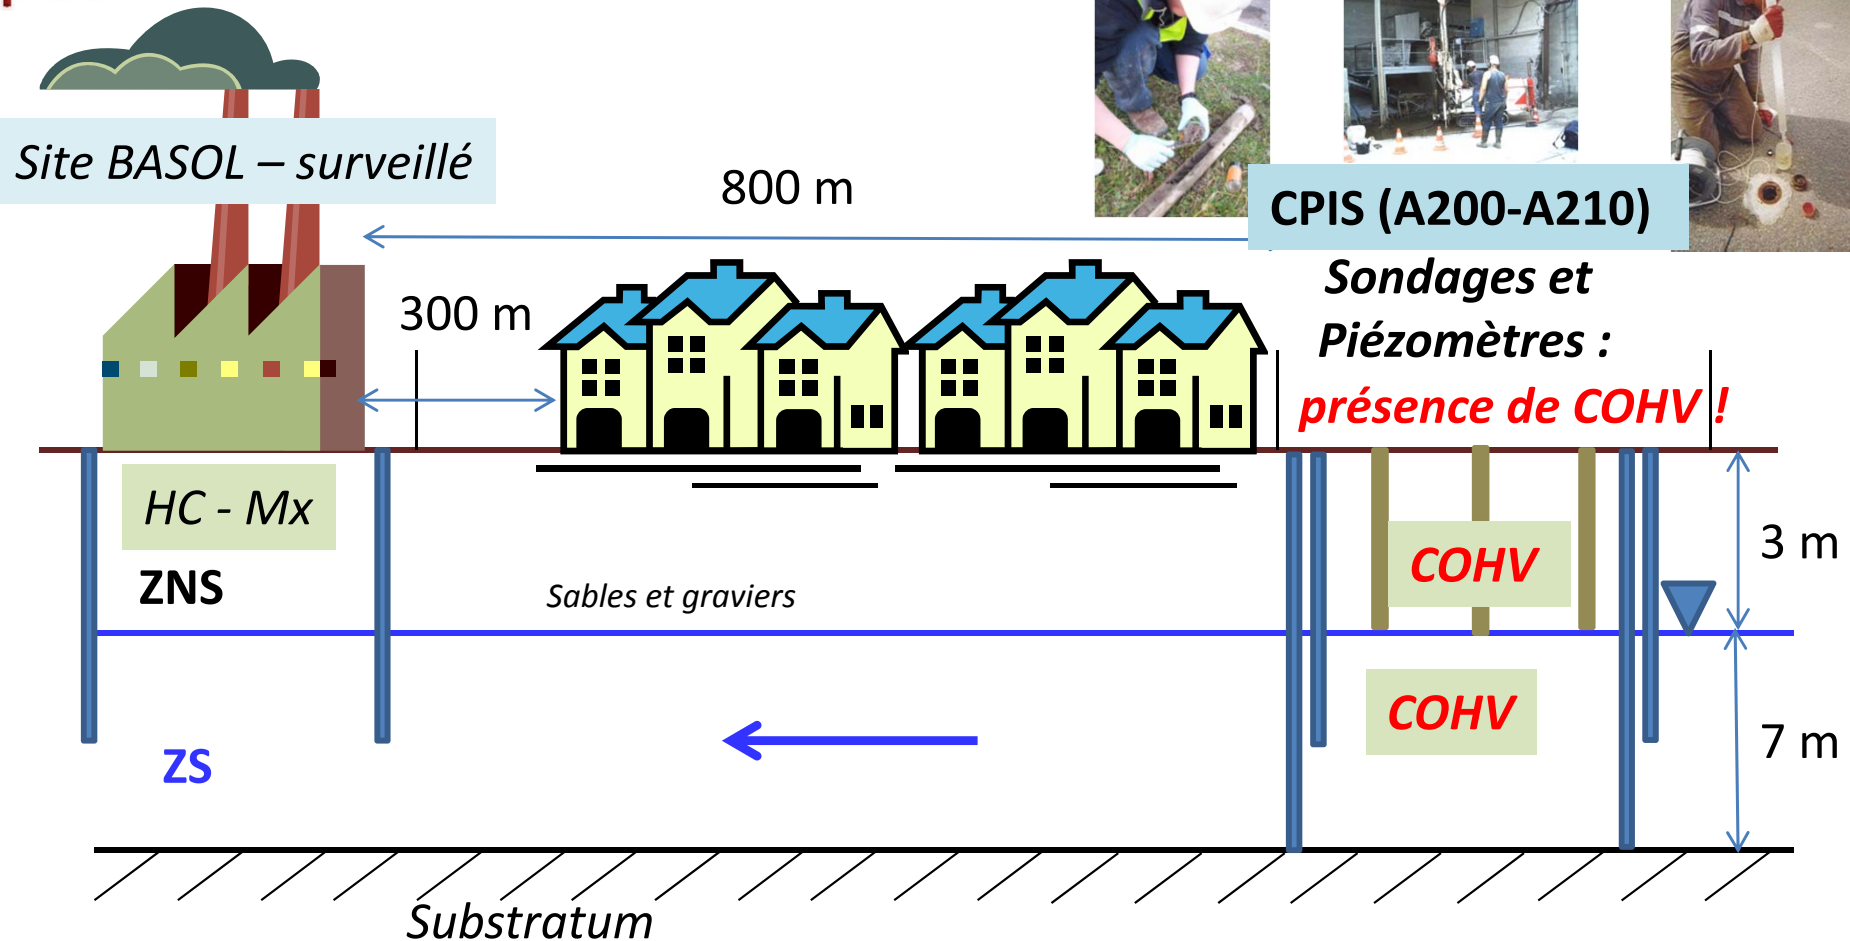 Site BASOL – surveillé
800 m
CPIS (A200-A210)
300 m
Sondages et
Piézomètres :
présence de COHV !
HC - Mx
ZNS
Sables et graviers
COHV
3 m
COHV
ZS
7 m
Substratum